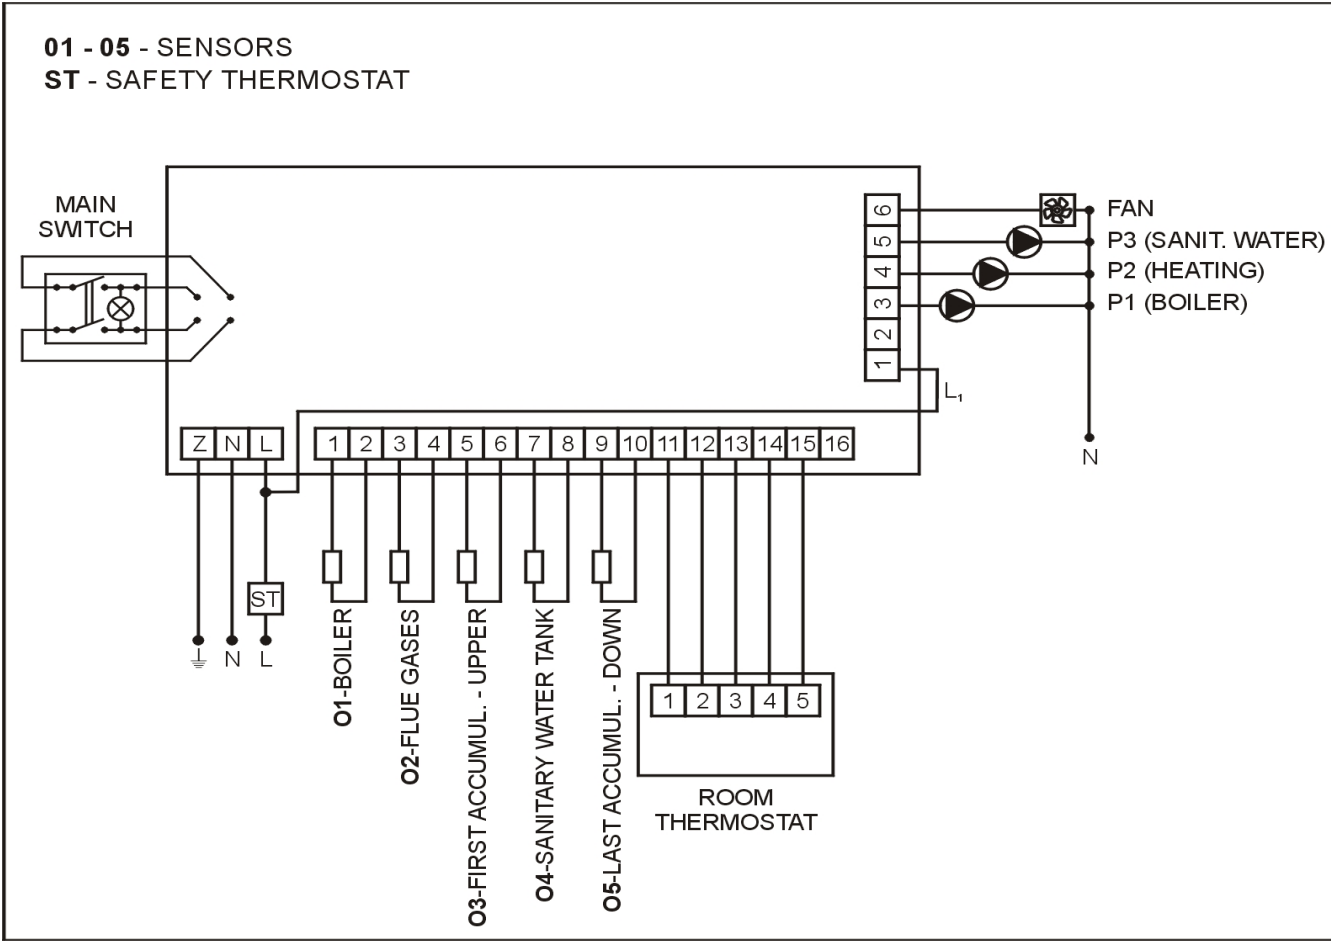 01 - 05 - SENSORS
ST - SAFETY THERMOSTAT
MAIN
SWITCH
6
5
4
3
2
1
FAN
P3 (SANIT. WATER)
P2 (HEATING)
P1 (BOILER)
L1
N
Z N L
1 2 3 4 5 6 7 8 9 10 11 12 13 14 15 16
ST
N L
O1-BOILER
O2-FLUE GASES
O3-FIRST ACCUMUL. - UPPER
O4-SANITARY WATER TANK
O5-LAST ACCUMUL. - DOWN
1 2 3 4 5
ROOM
THERMOSTAT